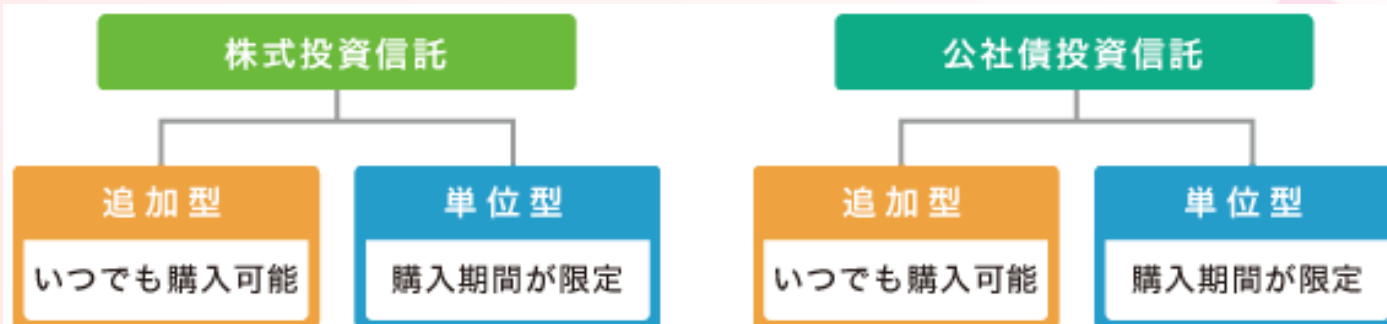 株式投資信託
追加型
いつでも購入可能
単位型
購入期間が限定
公社債投資信託
追加型
いつでも購入可能
単位型
購入期間が限定